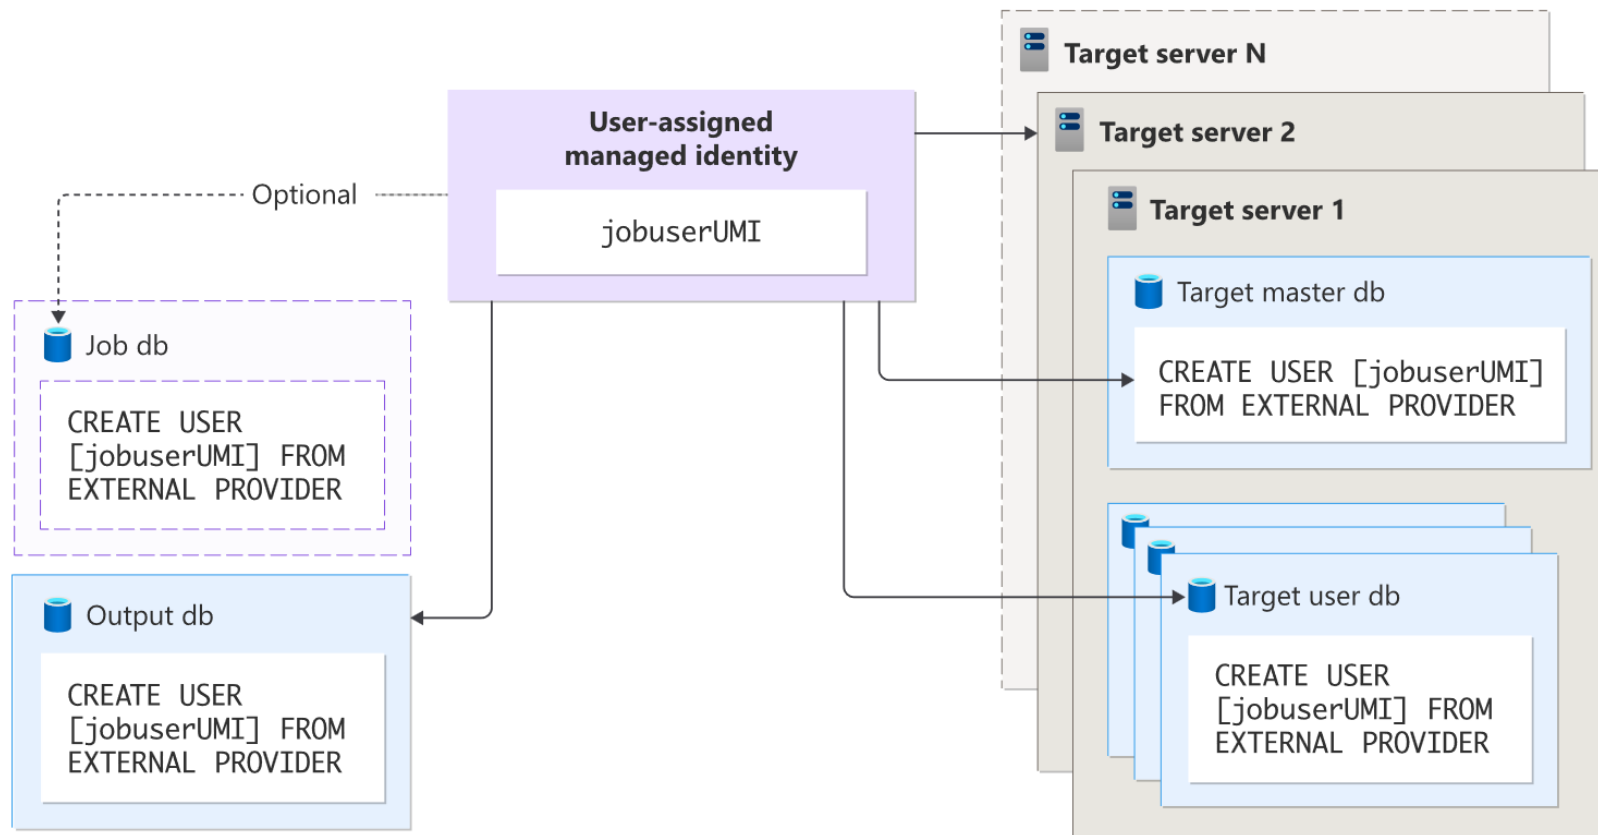 Target server N
Target server 2
Target server 1
User-assigned
managed identity
jobuserUMI
Optional
Job db
CREATE USER
[jobuserUMI] FROM
EXTERNAL PROVIDER
Output db
CREATE USER
[jobuserUMI] FROM
EXTERNAL PROVIDER
Target master db
CREATE USER [jobuserUMI]
FROM EXTERNAL PROVIDER
Target user db
CREATE USER
[jobuserUMI] FROM
EXTERNAL PROVIDER